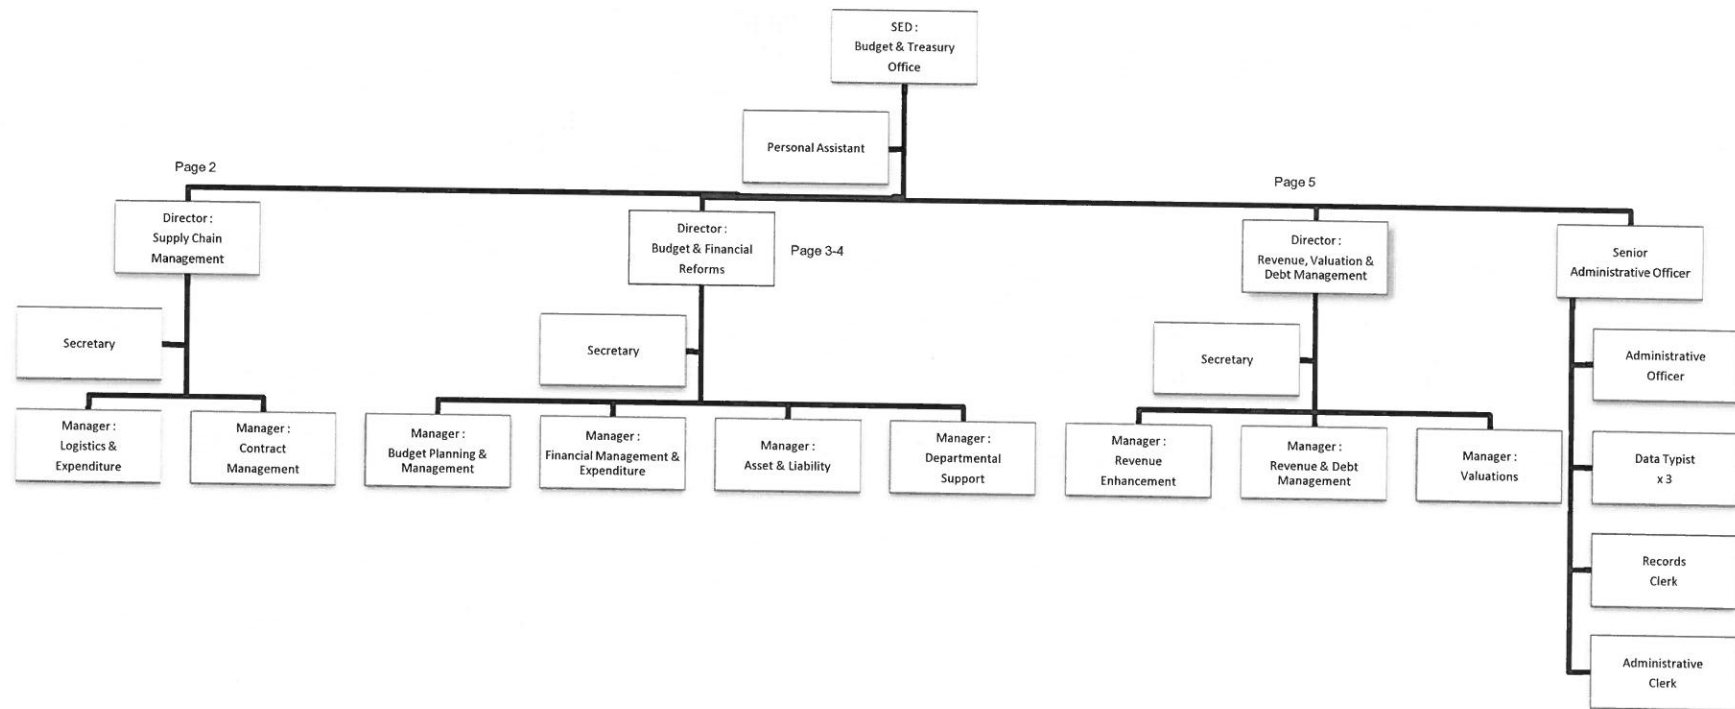 SED :
Budget & Treasury
Office
Personal Assistant
Page 2
Page 5
Director :
Supply Chain
Management
Director :
Budget & Financial
Reforms
Page 3-4
Director :
Revenue, Valuation &
Debt Management
Senior
Administrative Officer
Secretary
Secretary
Secretary
Administrative
Officer
Manager :
Logistics &
Expenditure
Manager :
Contract
Management
Manager :
Budget Planning &
Management
Manager :
Financial Management &
Expenditure
Manager :
Asset & Liability
Manager :
Departmental
Support
Manager :
Revenue
Enhancement
Manager :
Revenue & Debt
Management
Manager :
Valuations
Data Typist
x 3
Records
Clerk
Administrative
Clerk